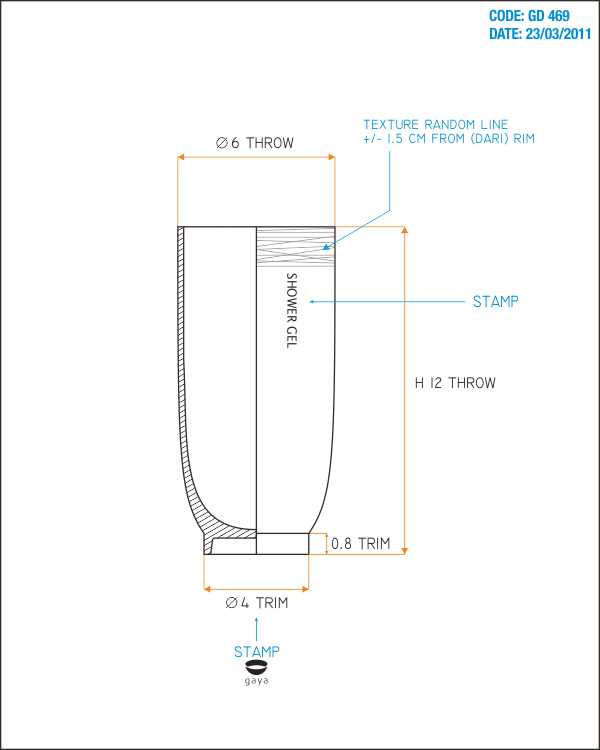 CODE: GD 469
DATE: 23/03/2011
TEXTURE RANDOM LINE
+/- 1.5 CM FROM (DARI) RIM
Ø 6 THROW
SHOWER GEL
STAMP
H 12 THROW
0.8 TRIM
Ø 4 TRIM
STAMP
gaya